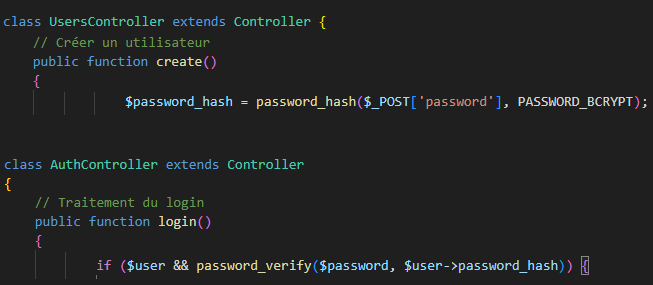 class UsersController extends Controller {
// Créer un utilisateur
public function create()
{
$password_hash = password_hash($_POST['password'], PASSWORD_BCRYPT);
class AuthController extends Controller
{
// Traitement du login
public function login()
{
if ($user && password_verify($password, $user->password_hash)) {